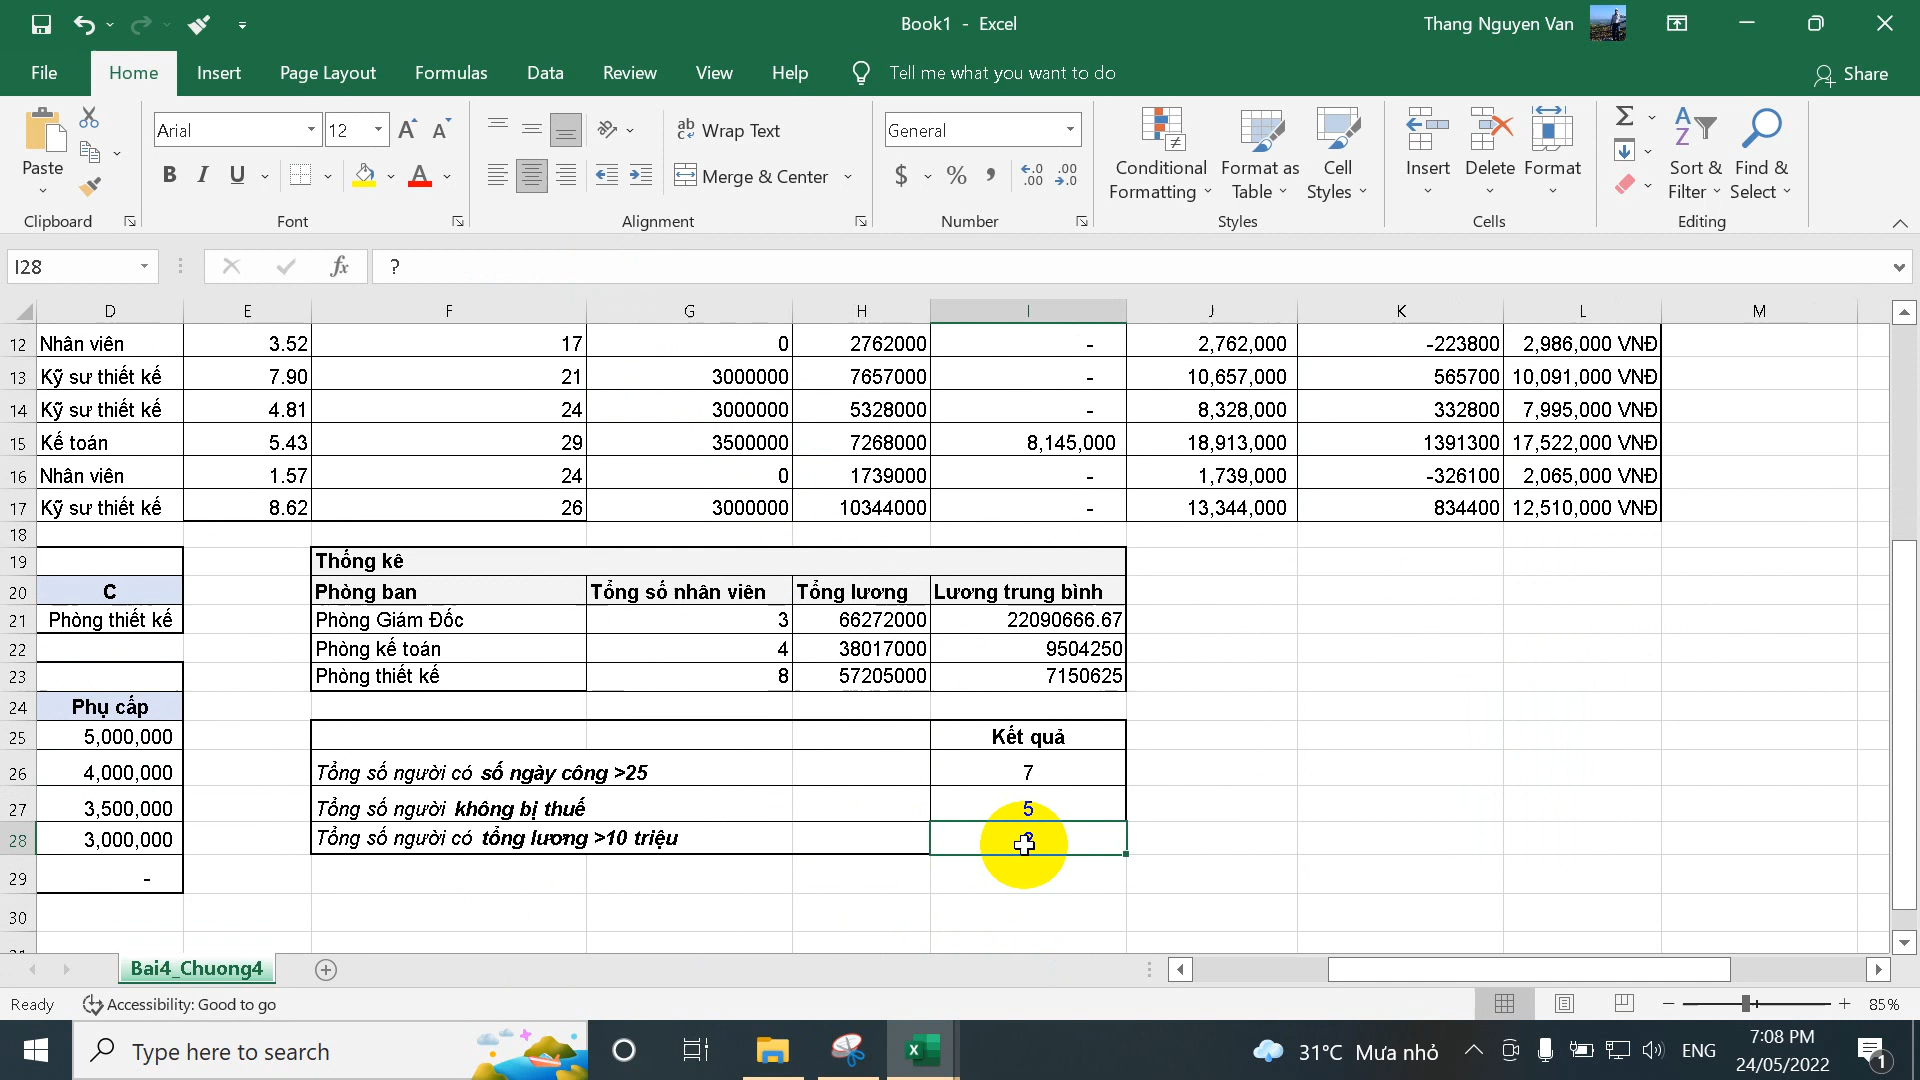 Book1 - Excel
Thang Nguyen Van
File Home Insert Page Layout Formulas Data Review View Help Tell me what you want to do Share
Paste
Clipboard
Arial 12
B I U
Font
Wrap Text
Merge & Center
Alignment
General
$ % , .00
Number
Conditional Formatting
Format as Table
Cell Styles
Styles
Insert Delete Format
Cells
Sort & Filter
Find & Select
Editing
I28 fx ?
D E F G H I J K L M
12 Nhân viên 3.52 17 0 2762000 - 2,762,000 -223800 2,986,000 VNĐ
13 Kỹ sư thiết kế 7.90 21 3000000 7657000 - 10,657,000 565700 10,091,000 VNĐ
14 Kỹ sư thiết kế 4.81 24 3000000 5328000 - 8,328,000 332800 7,995,000 VNĐ
15 Kế toán 5.43 29 3500000 7268000 8,145,000 18,913,000 1391300 17,522,000 VNĐ
16 Nhân viên 1.57 24 0 1739000 - 1,739,000 -326100 2,065,000 VNĐ
17 Kỹ sư thiết kế 8.62 26 3000000 10344000 - 13,344,000 834400 12,510,000 VNĐ
18
19 Thống kê
20 C Phòng ban Tổng số nhân viên Tổng lương Lương trung bình
21 Phòng thiết kế Phòng Giám Đốc 3 66272000 22090666.67
22 Phòng kế toán 4 38017000 9504250
23 Phòng thiết kế 8 57205000 7150625
24 Phụ cấp
25 5,000,000 Kết quả
26 4,000,000 Tổng số người có số ngày công >25 7
27 3,500,000 Tổng số người không bị thuế 5
28 3,000,000 Tổng số người có tổng lương >10 triệu
29 -
30
Bai4_Chuong4
Ready Accessibility: Good to go 85%
Type here to search
31°C Mưa nhỏ ENG
7:08 PM
24/05/2022
1